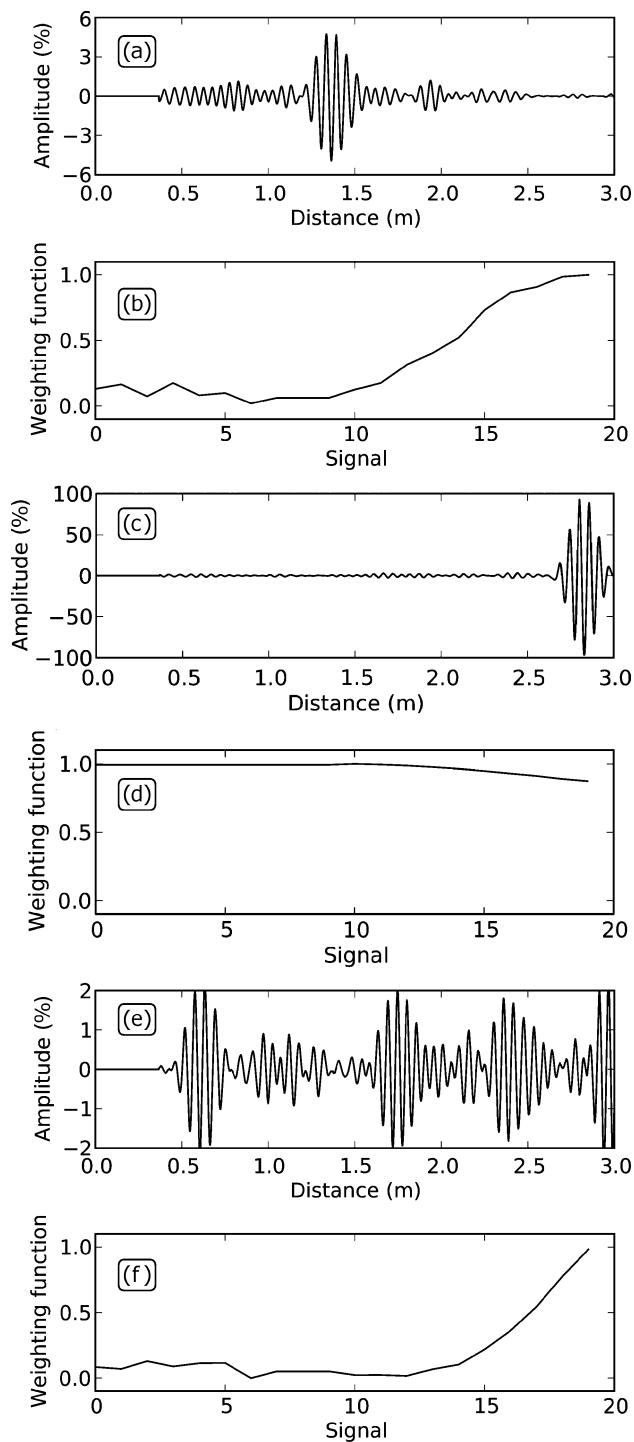 (a)
Amplitude (%)
6
3
0
−3
−6
0.0 0.5 1.0 1.5 2.0 2.5 3.0
Distance (m)
(b)
Weighting function
1.0
0.5
0.0
0 5 10 15 20
Signal
(c)
Amplitude (%)
100
50
0
−50
−100
0.0 0.5 1.0 1.5 2.0 2.5 3.0
Distance (m)
(d)
Weighting function
1.0
0.5
0.0
0 5 10 15 20
Signal
(e)
Amplitude (%)
2
1
0
−1
−2
0.0 0.5 1.0 1.5 2.0 2.5 3.0
Distance (m)
(f)
Weighting function
1.0
0.5
0.0
0 5 10 15 20
Signal